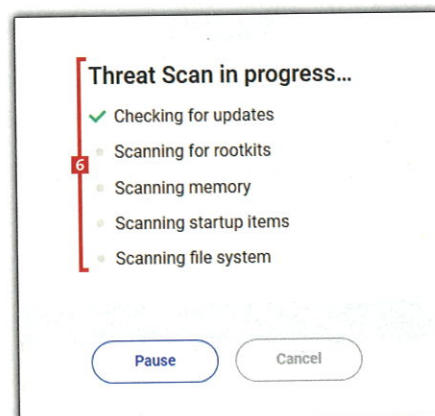 Threat Scan in progress...
Checking for updates
Scanning for rootkits
6
Scanning memory
Scanning startup items
Scanning file system
Pause
Cancel